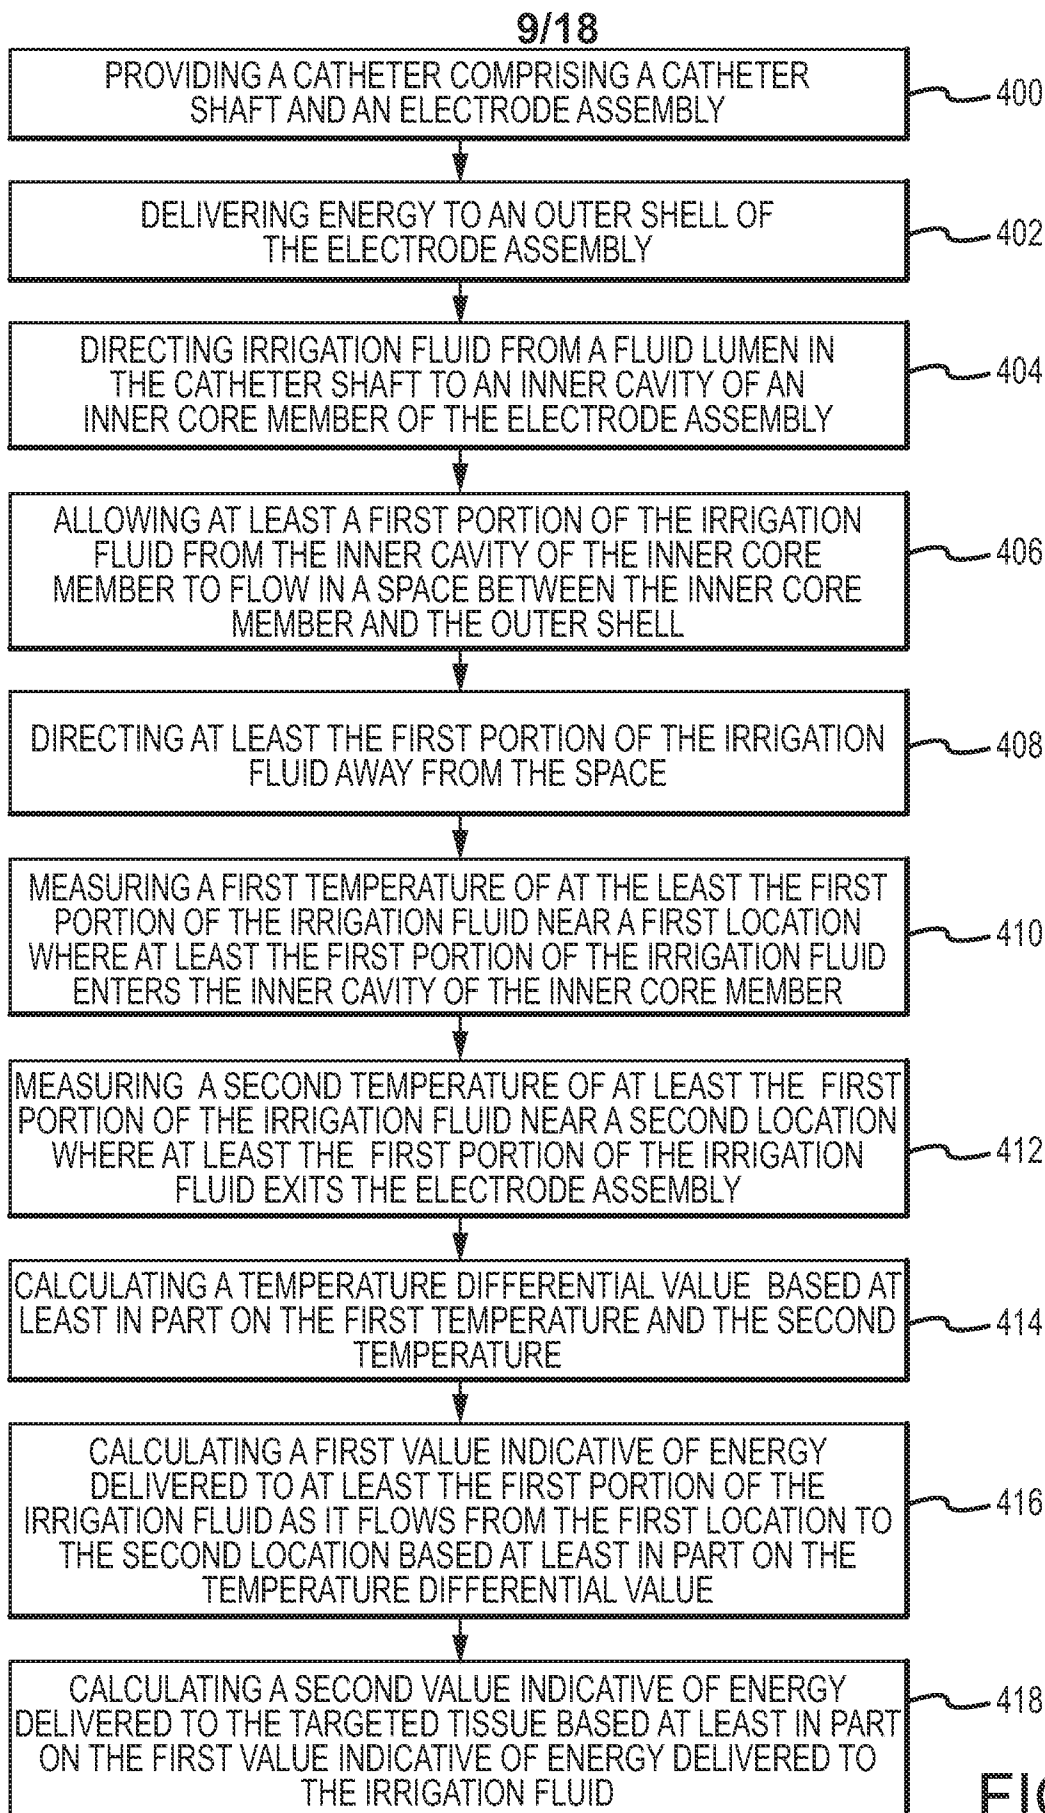 9/18
PROVIDING A CATHETER COMPRISING A CATHETER
SHAFT AND AN ELECTRODE ASSEMBLY
400
DELIVERING ENERGY TO AN OUTER SHELL OF
THE ELECTRODE ASSEMBLY
402
DIRECTING IRRIGATION FLUID FROM A FLUID LUMEN IN
THE CATHETER SHAFT TO AN INNER CAVITY OF AN
INNER CORE MEMBER OF THE ELECTRODE ASSEMBLY
404
ALLOWING AT LEAST A FIRST PORTION OF THE IRRIGATION
FLUID FROM THE INNER CAVITY OF THE INNER CORE
MEMBER TO FLOW IN A SPACE BETWEEN THE INNER CORE
MEMBER AND THE OUTER SHELL
406
DIRECTING AT LEAST THE FIRST PORTION OF THE IRRIGATION
FLUID AWAY FROM THE SPACE
408
MEASURING A FIRST TEMPERATURE OF AT THE LEAST THE FIRST
PORTION OF THE IRRIGATION FLUID NEAR A FIRST LOCATION
WHERE AT LEAST THE FIRST PORTION OF THE IRRIGATION FLUID
ENTERS THE INNER CAVITY OF THE INNER CORE MEMBER
410
MEASURING A SECOND TEMPERATURE OF AT LEAST THE FIRST
PORTION OF THE IRRIGATION FLUID NEAR A SECOND LOCATION
WHERE AT LEAST THE FIRST PORTION OF THE IRRIGATION
FLUID EXITS THE ELECTRODE ASSEMBLY
412
CALCULATING A TEMPERATURE DIFFERENTIAL VALUE BASED AT
LEAST IN PART ON THE FIRST TEMPERATURE AND THE SECOND
TEMPERATURE
414
CALCULATING A FIRST VALUE INDICATIVE OF ENERGY
DELIVERED TO AT LEAST THE FIRST PORTION OF THE
IRRIGATION FLUID AS IT FLOWS FROM THE FIRST LOCATION TO
THE SECOND LOCATION BASED AT LEAST IN PART ON THE
TEMPERATURE DIFFERENTIAL VALUE
416
CALCULATING A SECOND VALUE INDICATIVE OF ENERGY
DELIVERED TO THE TARGETED TISSUE BASED AT LEAST IN PART
ON THE FIRST VALUE INDICATIVE OF ENERGY DELIVERED TO
THE IRRIGATION FLUID
418